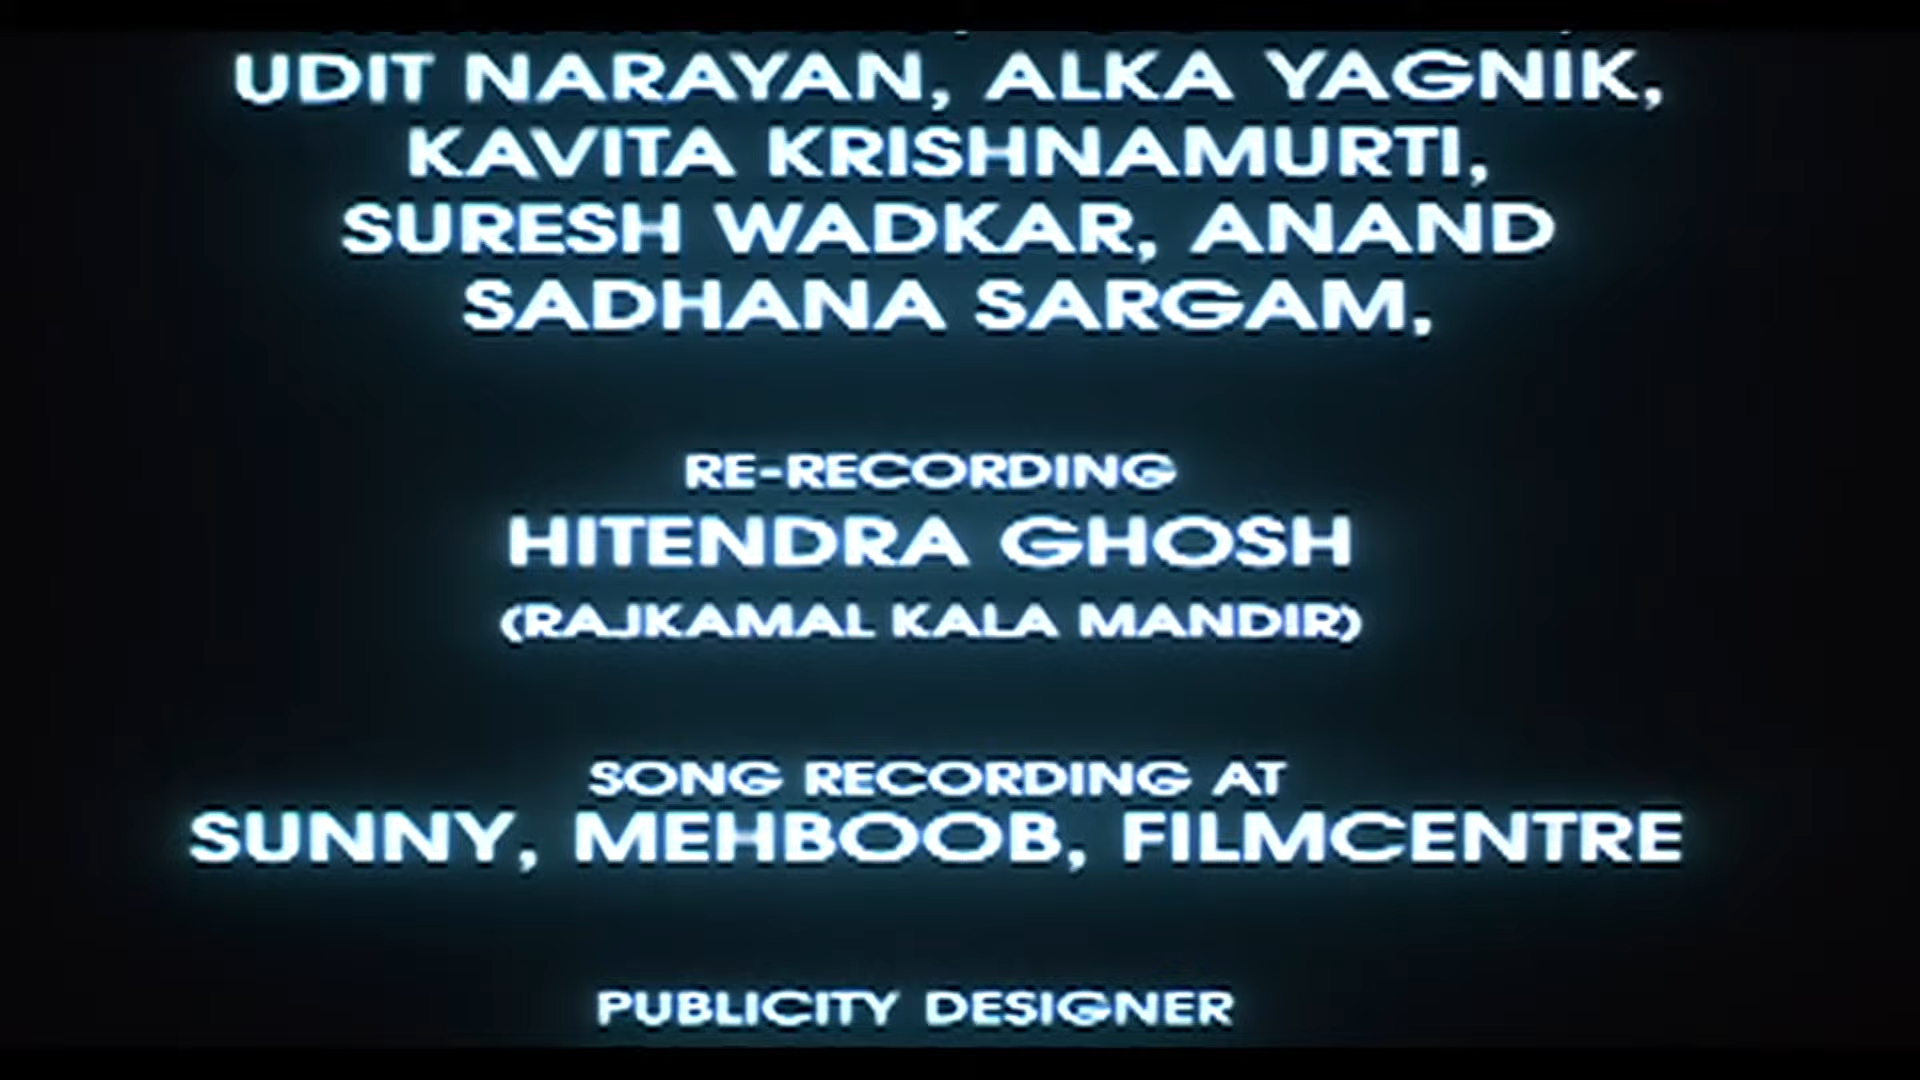 UDIT NARAYAN, ALKA YAGNIK,
KAVITA KRISHNAMURTI,
SURESH WADKAR, ANAND
SADHANA SARGAM,
RE-RECORDING
HITENDRA GHOSH
(RAJKAMAL KALA MANDIR)
SONG RECORDING AT
SUNNY, MEHBOOB, FILMCENTRE
PUBLICITY DESIGNER